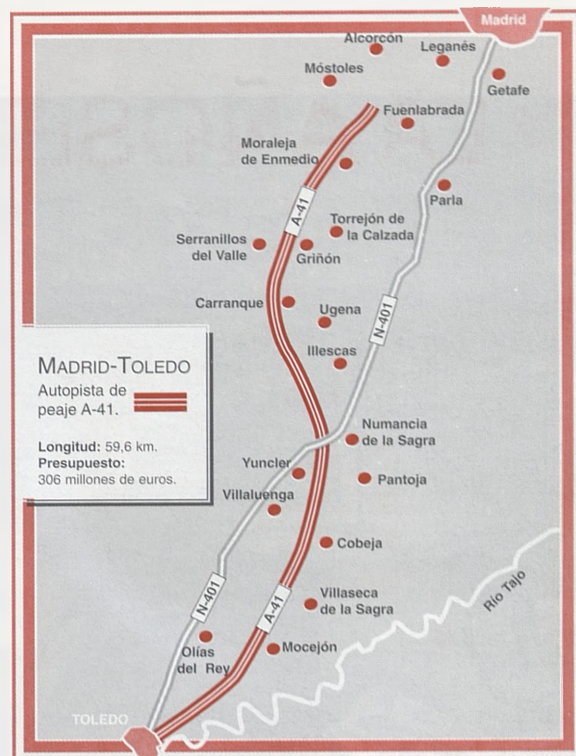 Madrid
Alcorcón
Leganés
Móstoles
Getafe
Fuenlabrada
Moraleja
de Enmedio
Parla
A-41
Torrejón de
la Calzada
Serranillos
del Valle
Griñón
Carranque
Ugena
N-401
Illescas
MADRID-TOLEDO
Autopista de
peaje A-41.
Longitud: 59,6 km.
Presupuesto:
306 millones de euros.
Numancia
de la Sagra
Yuncler
Pantoja
Villaluenga
Cobeja
N-401
A-41
Villaseca
de la Sagra
Río Tajo
Olías
del Rey
Mocejón
TOLEDO